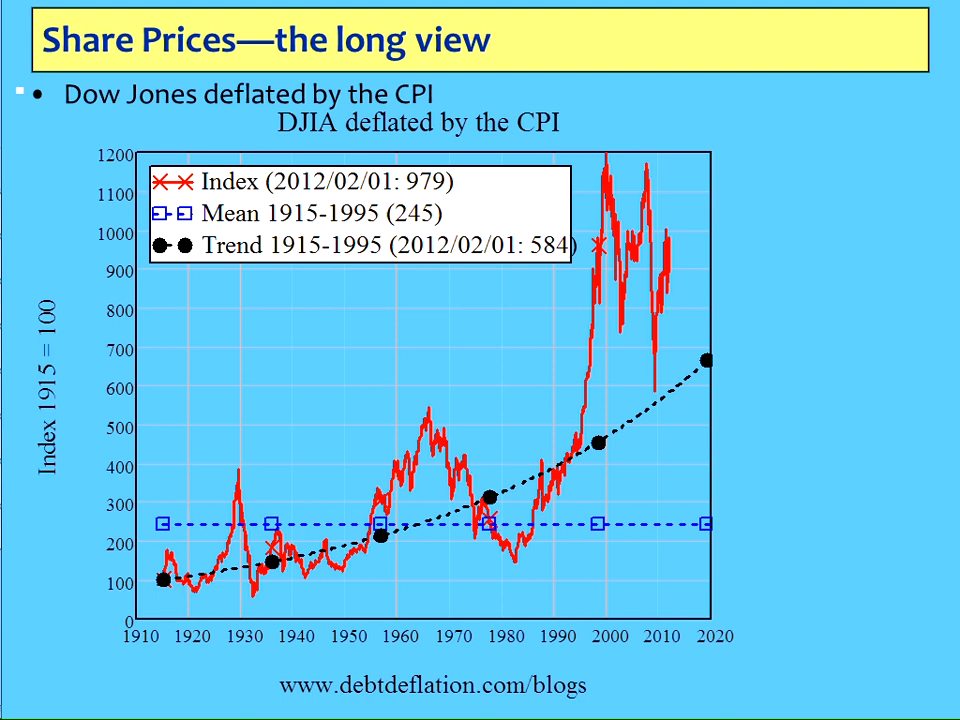 Share Prices—the long view
• Dow Jones deflated by the CPI
DJIA deflated by the CPI
Index (2012/02/01: 979)
Mean 1915-1995 (245)
Trend 1915-1995 (2012/02/01: 584)
Index 1915 = 100
1200
1100
1000
900
800
700
600
500
400
300
200
100
0
1910 1920 1930 1940 1950 1960 1970 1980 1990 2000 2010 2020
www.debtdeflation.com/blogs